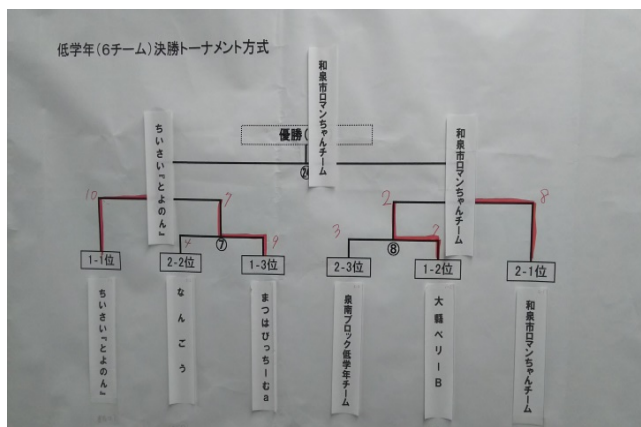 低学年(6チーム)決勝トーナメント方式
和泉市ロマンちゃんチーム
優勝(
ちいさい『とよのん』
和泉市ロマンちゃんチーム
10
7
2
8
4
⑦
9
3
⑧
1-1位
2-2位
1-3位
2-3位
1-2位
2-1位
ちいさい『とよのん』
なんごう
まつはびっちーむa
泉南ブロック低学年チーム
大縣ベリーB
和泉市ロマンちゃんチーム